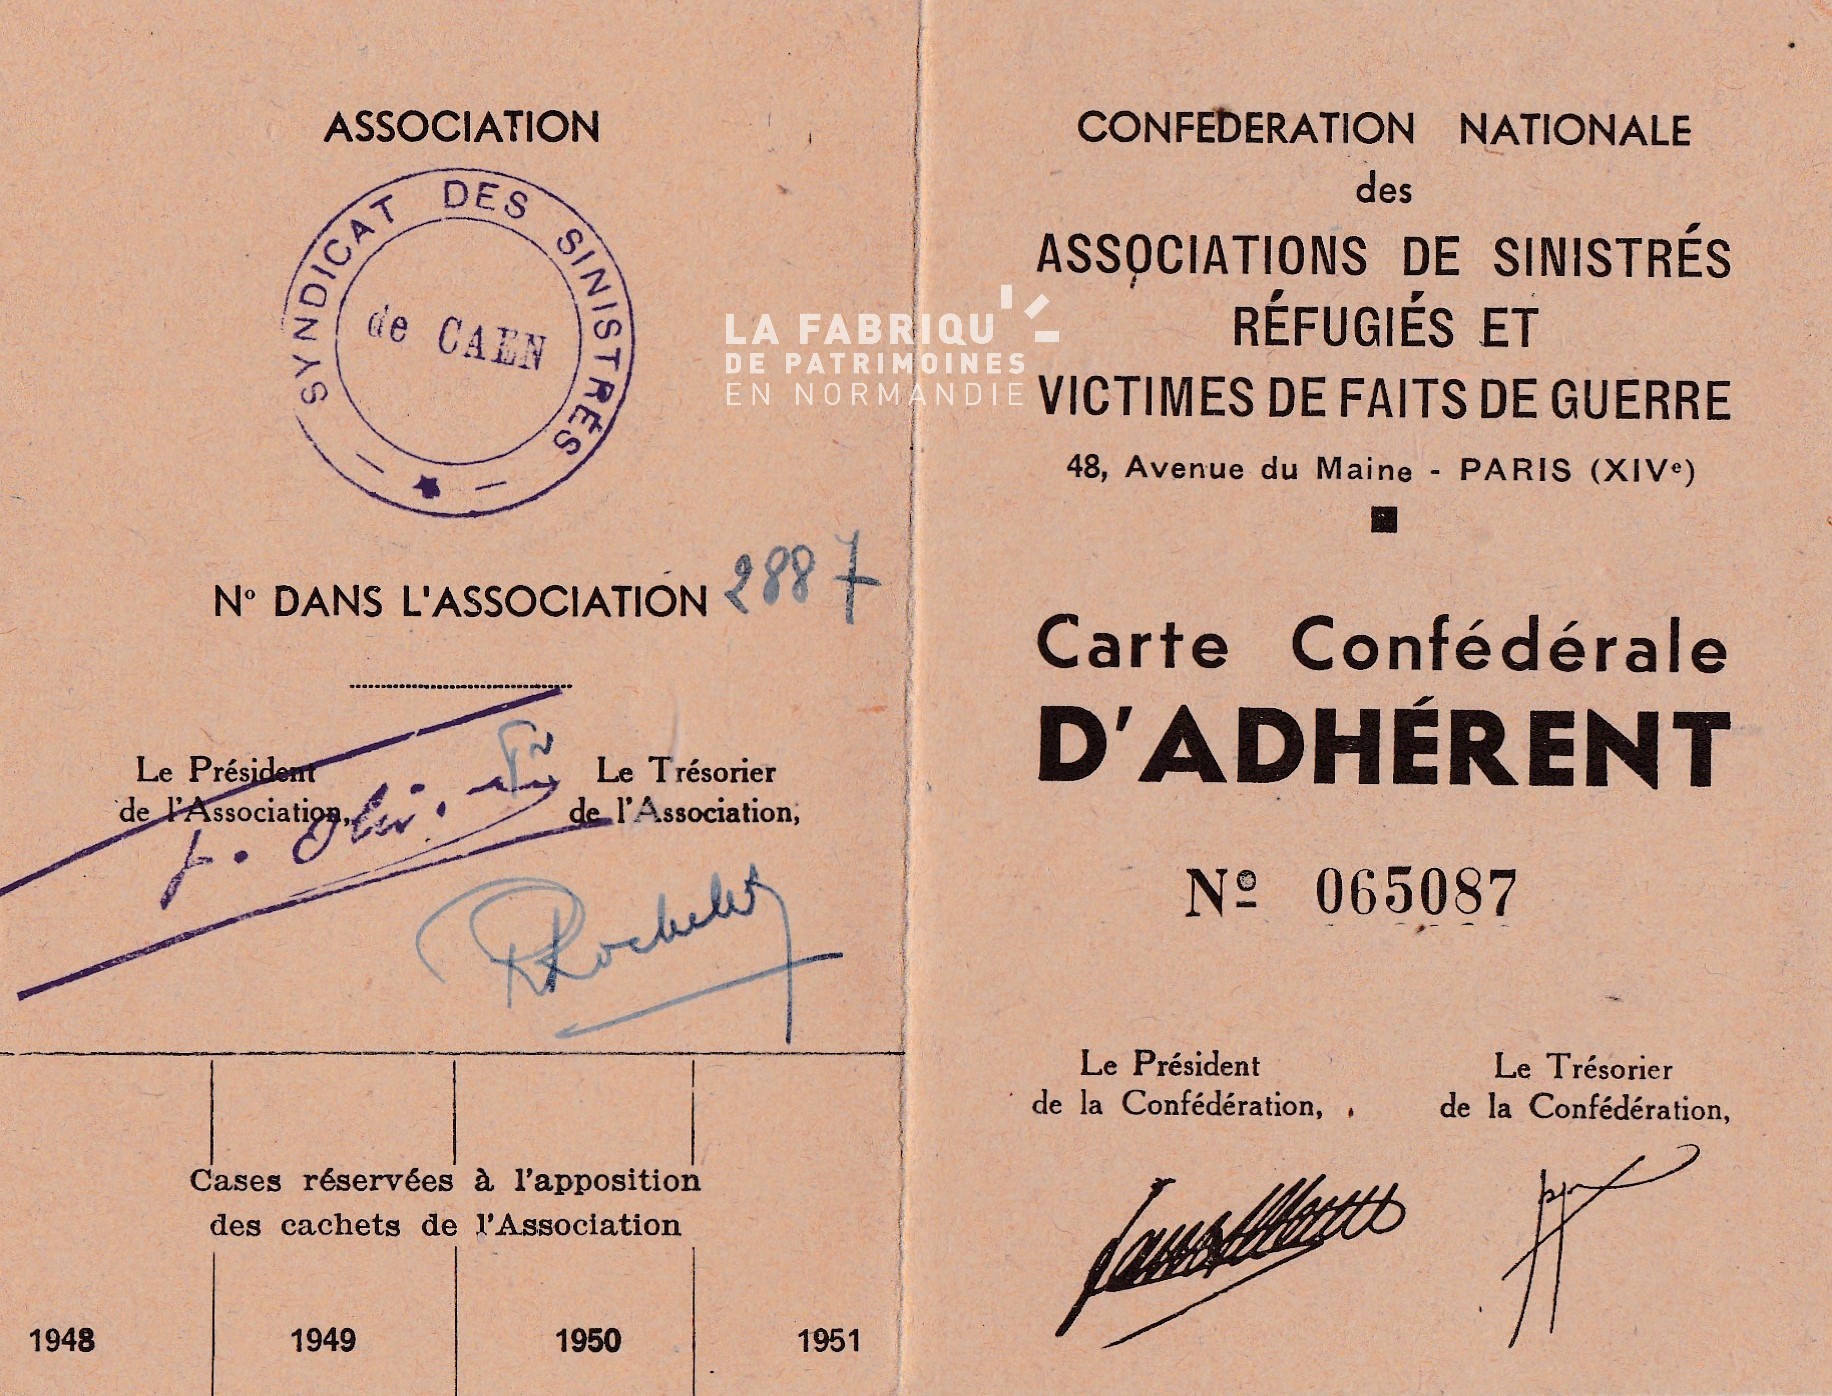 ASSOCIATION
SYNDICAT DES SINISTRÉS
de CAEN
N° DANS L'ASSOCIATION 2887
Le Président
de l'Association,
Le Trésorier
de l'Association,
Rochelet
Cases réservées à l'apposition
des cachets de l'Association
1948 1949 1950 1951
CONFEDERATION NATIONALE
des
ASSOCIATIONS DE SINISTRÉS
RÉFUGIÉS ET
VICTIMES DE FAITS DE GUERRE
48, Avenue du Maine - PARIS (XIVe)
Carte Confédérale
D'ADHÉRENT
Nº 065087
Le Président
de la Confédération,
Le Trésorier
de la Confédération,
LA FABRIQU
DE PATRIMOINES
EN NORMANDIE